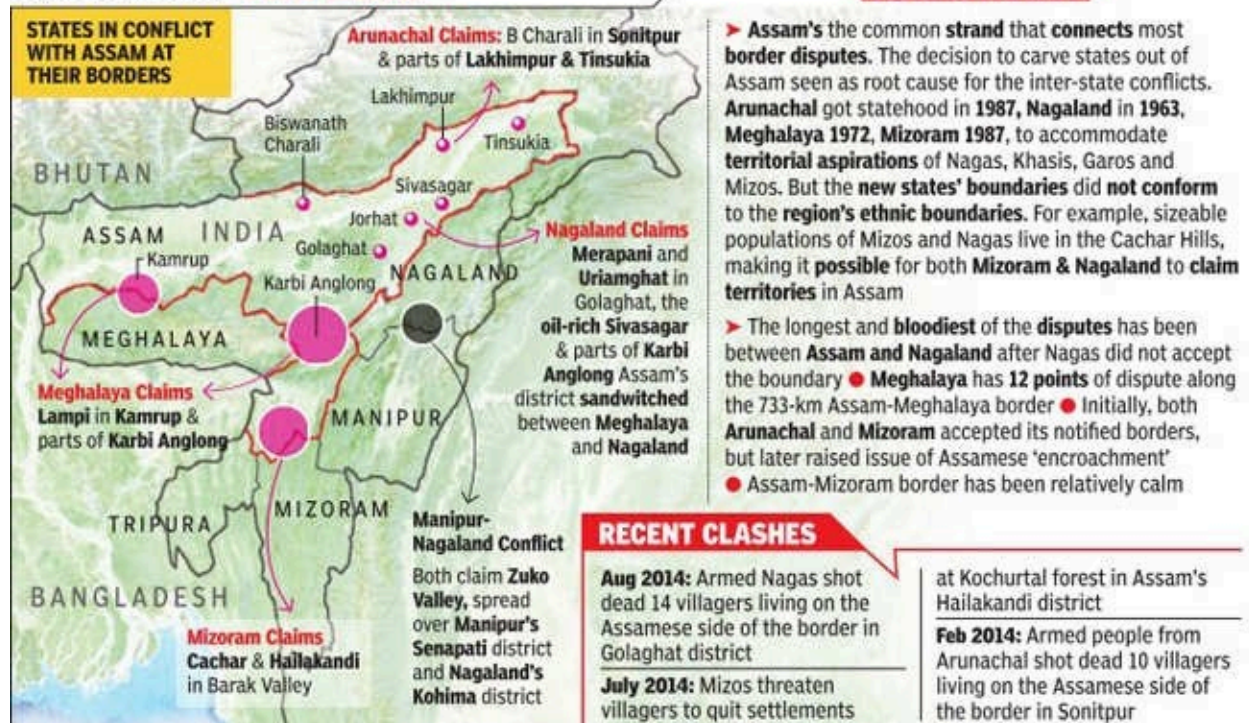 STATES IN CONFLICT
WITH ASSAM AT
THEIR BORDERS
Arunachal Claims: B Charali in Sonitpur
& parts of Lakhimpur & Tinsukia
Lakhimpur
Biswanath
Charali
Tinsukia
BHUTAN
Sivasagar
Jorhat
ASSAM
INDIA
Golaghat
Kamrup
Karbi Anglong
NAGALAND
MEGHALAYA
Nagaland Claims
Merapani and
Uriamghat in
Golaghat, the
oil-rich Sivasagar
& parts of Karbi
Anglong Assam's
district sandwitched
between Meghalaya
and Nagaland
Meghalaya Claims
Lampi in Kamrup &
parts of Karbi Anglong
MANIPUR
TRIPURA
MIZORAM
BANGLADESH
Mizoram Claims
Cachar & Hailakandi
in Barak Valley
Manipur-
Nagaland Conflict
Both claim Zuko
Valley, spread
over Manipur's
Senapati district
and Nagaland's
Kohima district
➤ Assam's the common strand that connects most
border disputes. The decision to carve states out of
Assam seen as root cause for the inter-state conflicts.
Arunachal got statehood in 1987, Nagaland in 1963,
Meghalaya 1972, Mizoram 1987, to accommodate
territorial aspirations of Nagas, Khasis, Garos and
Mizos. But the new states' boundaries did not conform
to the region's ethnic boundaries. For example, sizeable
populations of Mizos and Nagas live in the Cachar Hills,
making it possible for both Mizoram & Nagaland to claim
territories in Assam
➤ The longest and bloodiest of the disputes has been
between Assam and Nagaland after Nagas did not accept
the boundary ● Meghalaya has 12 points of dispute along
the 733-km Assam-Meghalaya border ● Initially, both
Arunachal and Mizoram accepted its notified borders,
but later raised issue of Assamese 'encroachment'
● Assam-Mizoram border has been relatively calm
RECENT CLASHES
Aug 2014: Armed Nagas shot
dead 14 villagers living on the
Assamese side of the border in
Golaghat district
July 2014: Mizos threaten
villagers to quit settlements
at Kochurtal forest in Assam's
Hailakandi district
Feb 2014: Armed people from
Arunachal shot dead 10 villagers
living on the Assamese side of
the border in Sonitpur